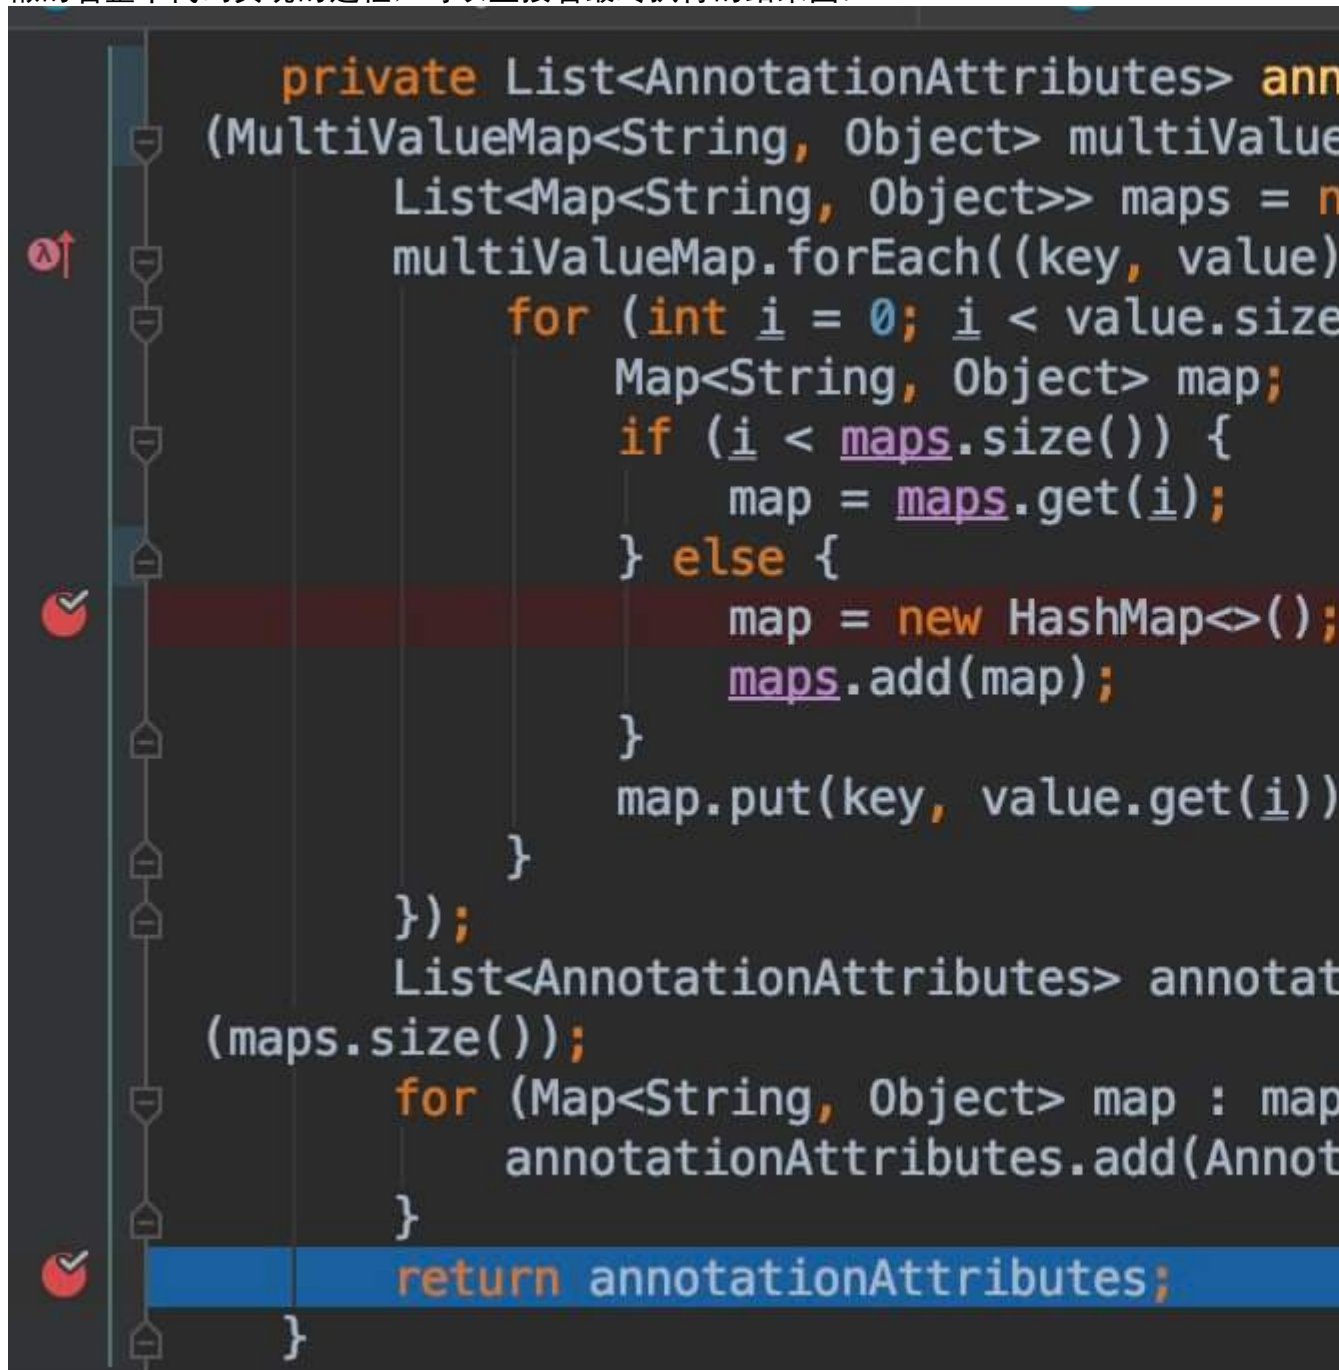 private List<AnnotationAttributes> ann
(MultiValueMap<String, Object> multiValue
List<Map<String, Object>> maps = n
multiValueMap.forEach((key, value)
for (int i = 0; i < value.size
Map<String, Object> map;
if (i < maps.size()) {
map = maps.get(i);
} else {
map = new HashMap<>();
maps.add(map);
}
map.put(key, value.get(i))
}
});
List<AnnotationAttributes> annotat
(maps.size());
for (Map<String, Object> map : map
annotationAttributes.add(Annot
}
return annotationAttributes;
}